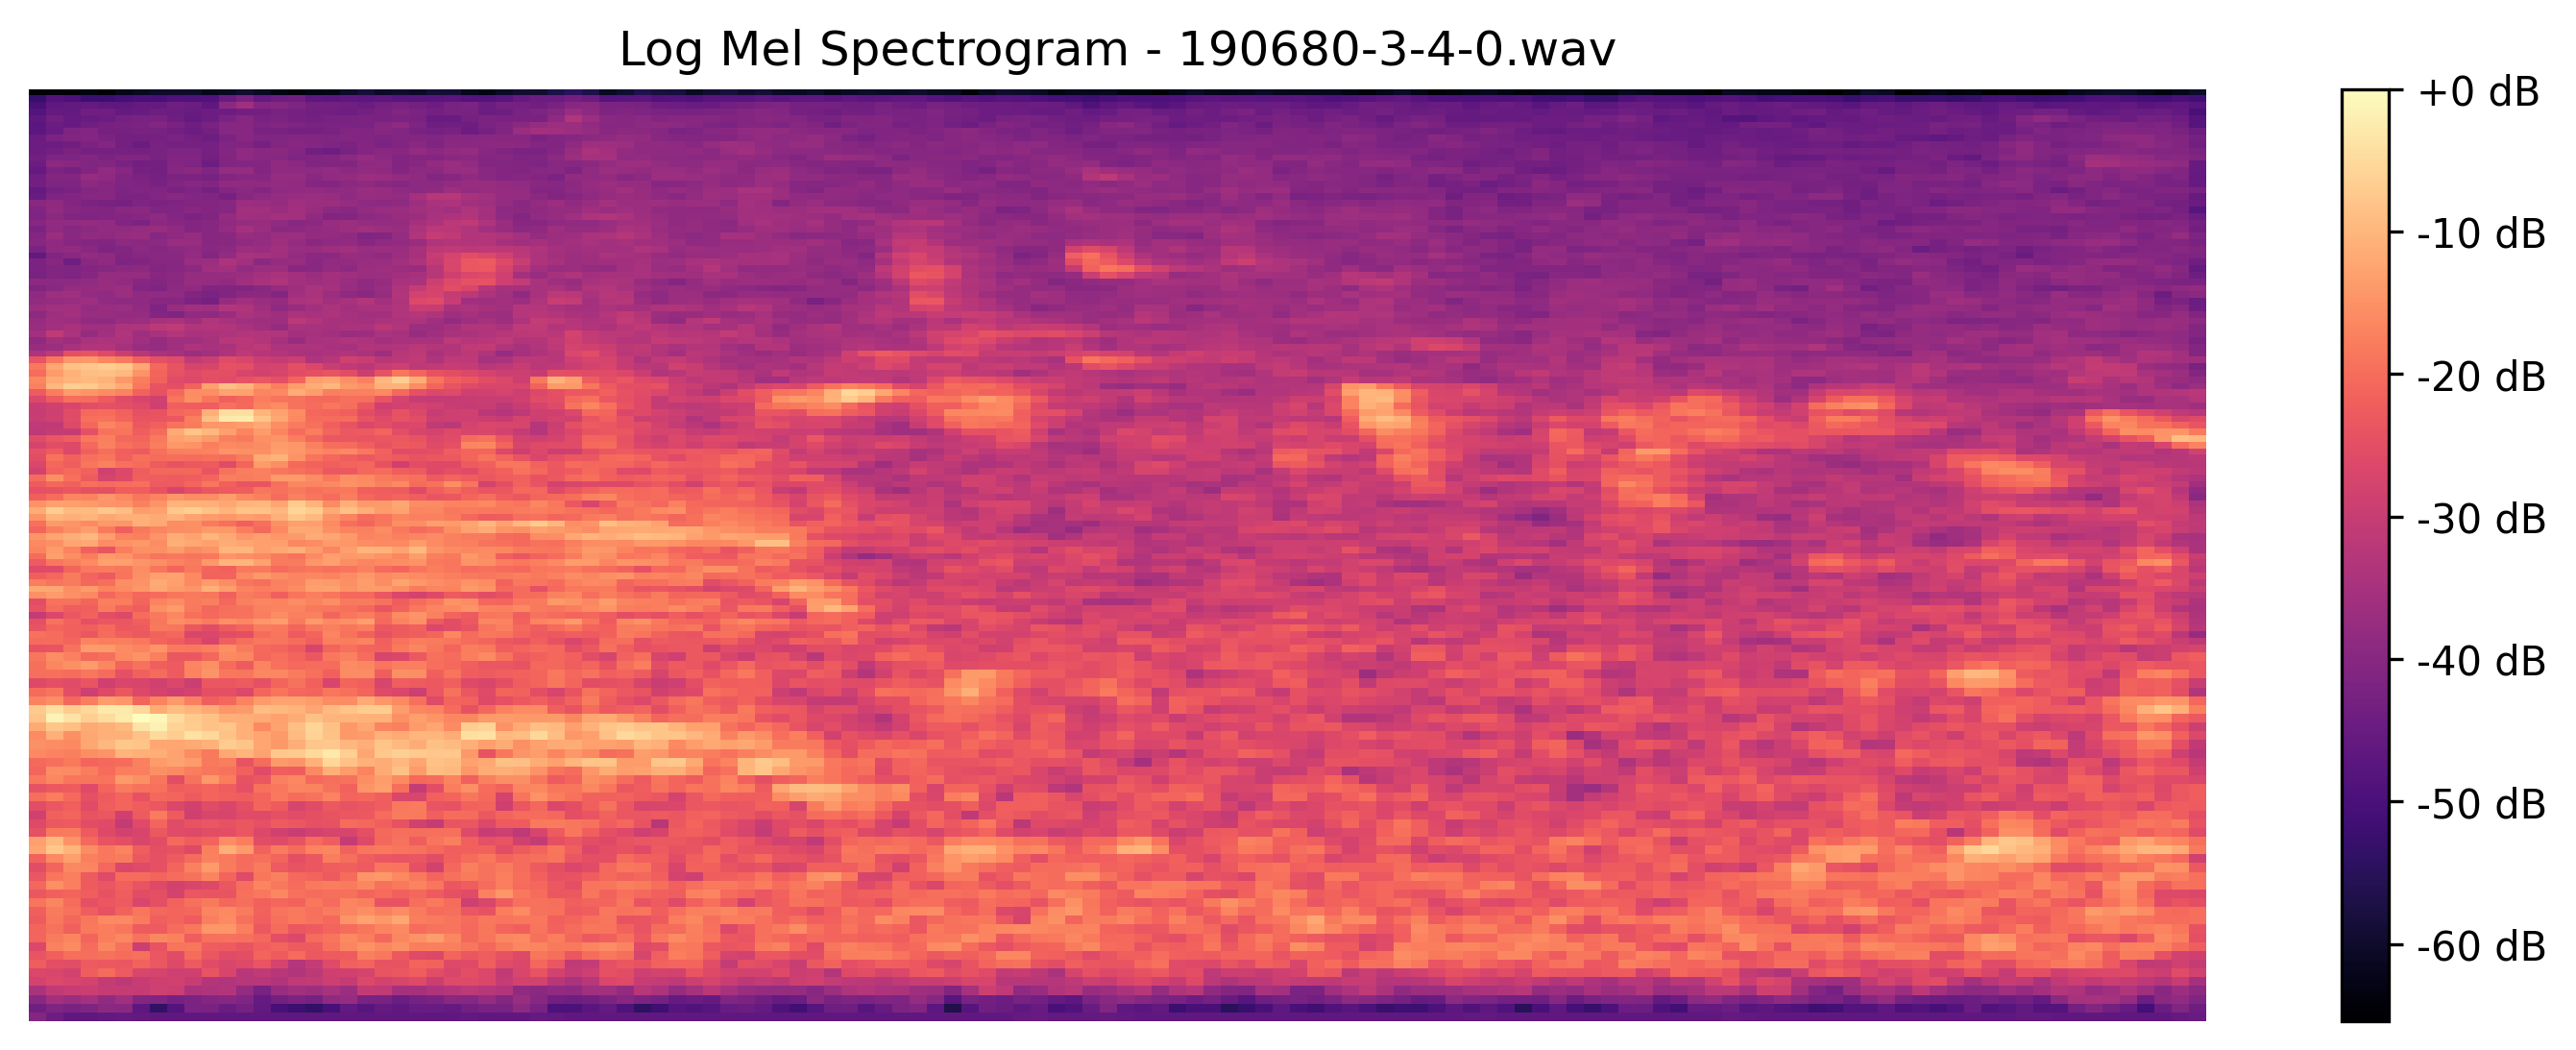 Log Mel Spectrogram - 190680-3-4-0.wav
+0 dB
-10 dB
-20 dB
-30 dB
-40 dB
-50 dB
-60 dB